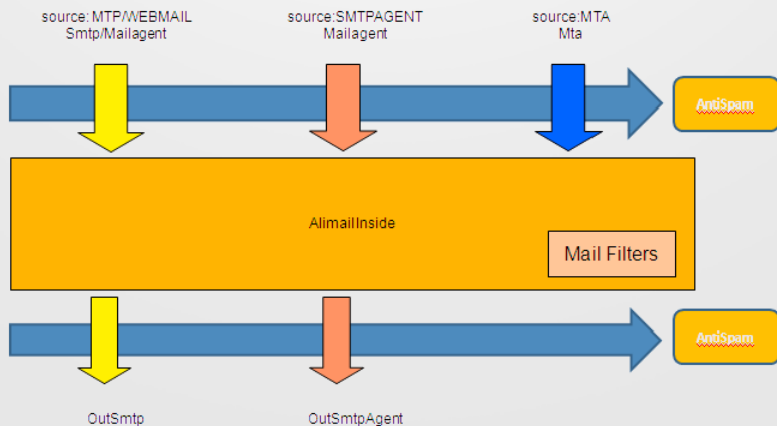 source: MTP/WEBMAIL
Smtp/Mailagent
source:SMTPAGENT
Mailagent
source:MTA
Mta
AntiSpam
AlimailInside
Mail Filters
AntiSpam
OutSmtp
OutSmtpAgent